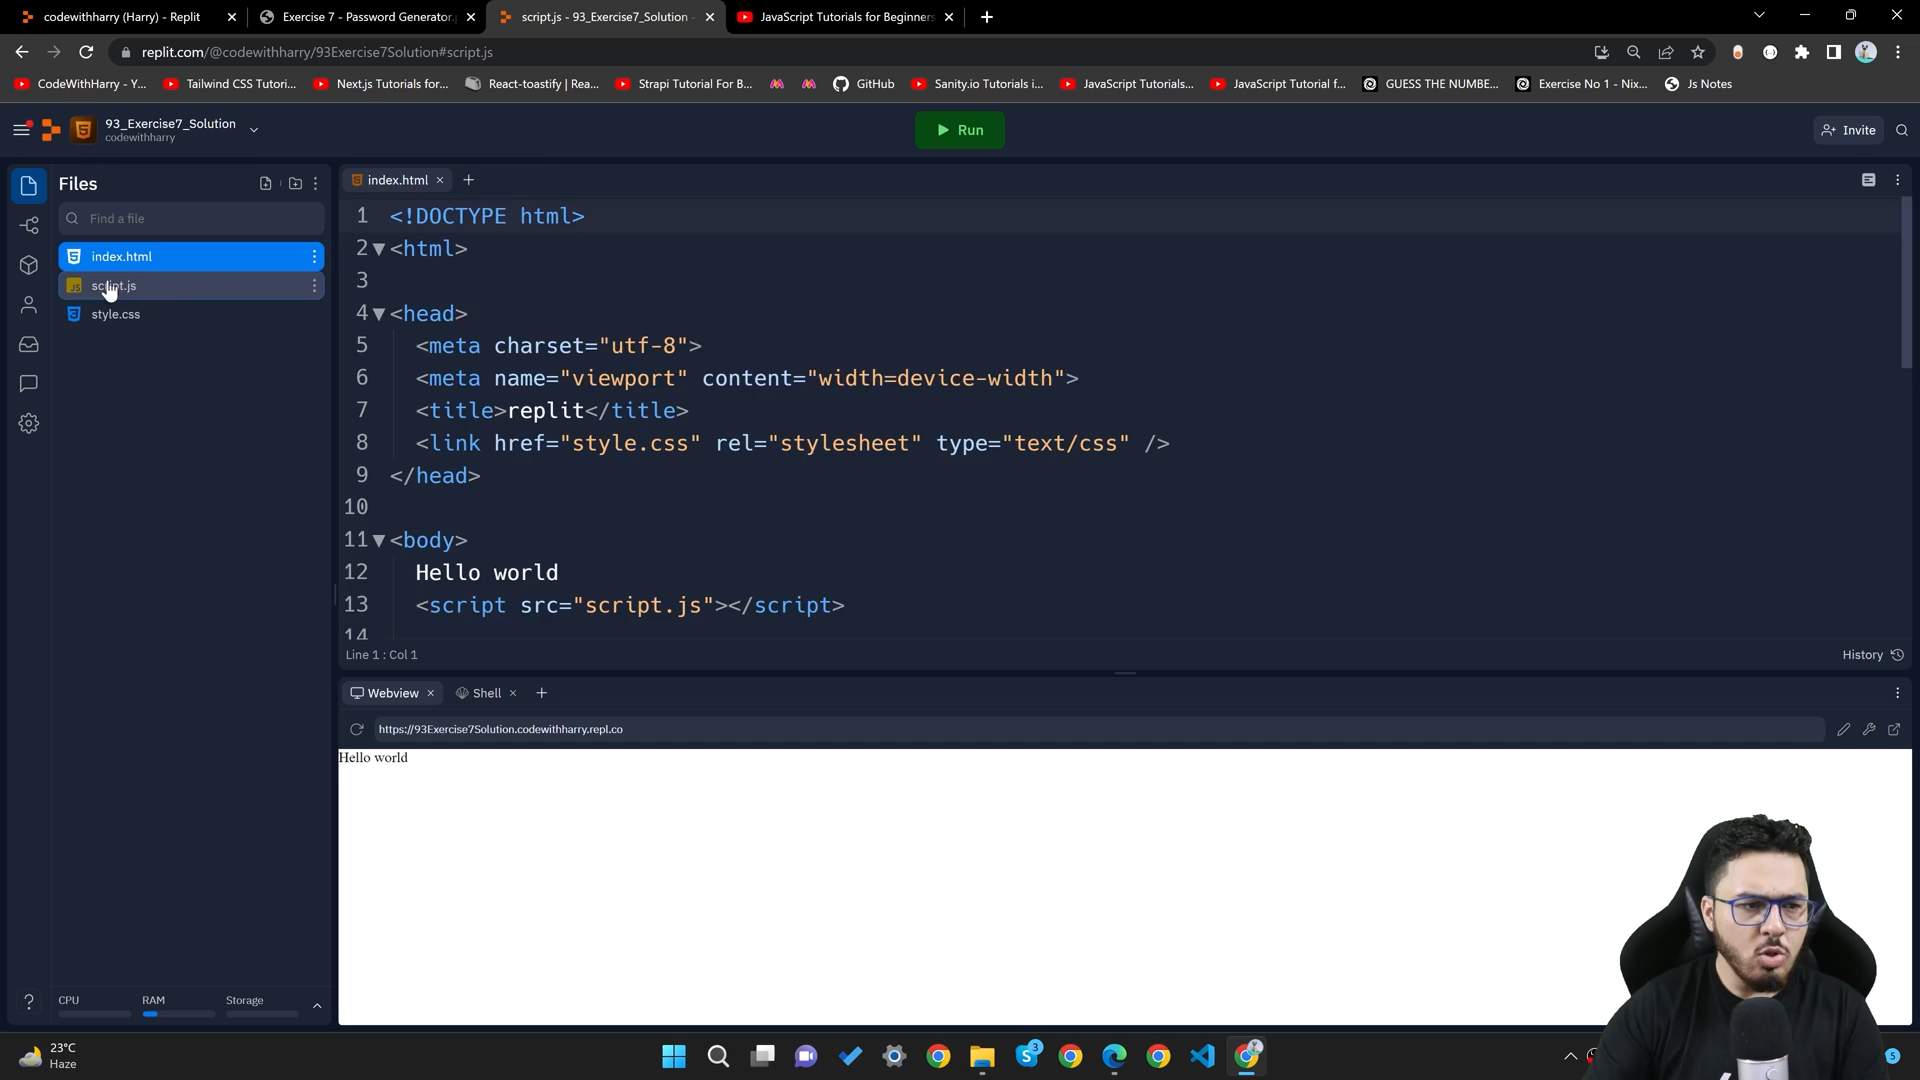 codewithharry (Harry) - Replit
Exercise 7 - Password Generator.
script.js - 93_Exercise7_Solution -
JavaScript Tutorials for Beginners
replit.com/@codewithharry/93Exercise7Solution#script.js
CodeWithHarry - Y...
Tailwind CSS Tutori...
Next.js Tutorials for...
React-toastify | Rea...
Strapi Tutorial For B...
GitHub
Sanity.io Tutorials i...
JavaScript Tutorials...
JavaScript Tutorial f...
GUESS THE NUMBE...
Exercise No 1 - Nix...
Js Notes
93_Exercise7_Solution
codewithharry
Run
Invite
Files
Find a file
index.html
script.js
style.css
index.html
1 <!DOCTYPE html>
2 <html>
3
4 <head>
5 <meta charset="utf-8">
6 <meta name="viewport" content="width=device-width">
7 <title>replit</title>
8 <link href="style.css" rel="stylesheet" type="text/css" />
9 </head>
10
11 <body>
12 Hello world
13 <script src="script.js"></script>
14
Line 1 : Col 1
History
Webview
Shell
https://93Exercise7Solution.codewithharry.repl.co
Hello world
CPU
RAM
Storage
23°C
Haze
3
5